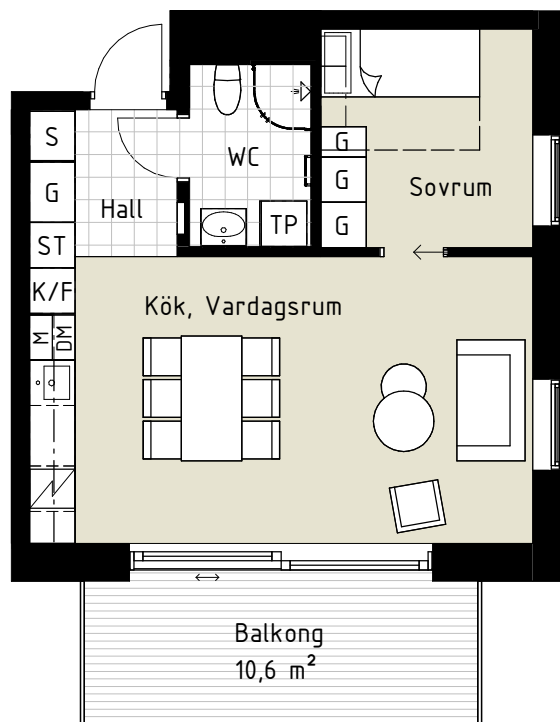 S
G
ST
K/F
M
DM
Hall
WC
TP
G
G
G
Sovrum
Kök, Vardagsrum
Balkong
10,6 m²